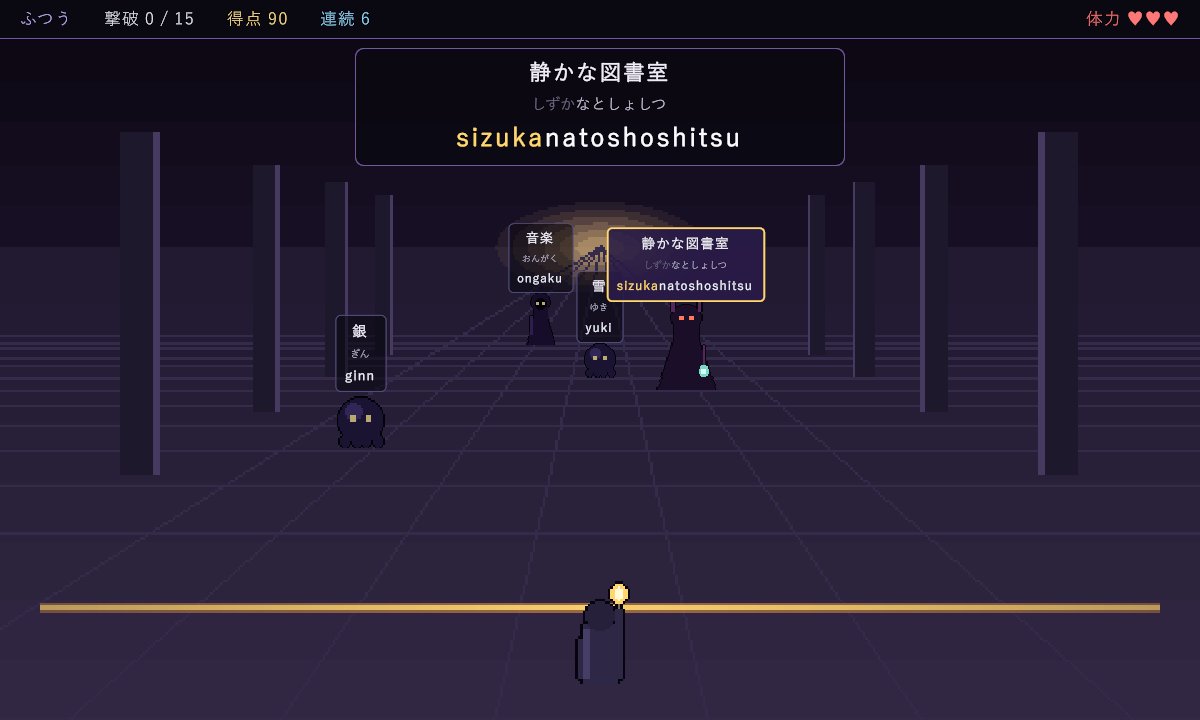 ふつう 撃破 0 / 15 得点 90 連続 6 体力
静かな図書室
しずかなとしょしつ
sizukanatoshoshitsu
音楽
おんがく
ongaku
静かな図書室
しずかなとしょしつ
sizukanatoshoshitsu
雪
ゆき
yuki
銀
ぎん
ginn